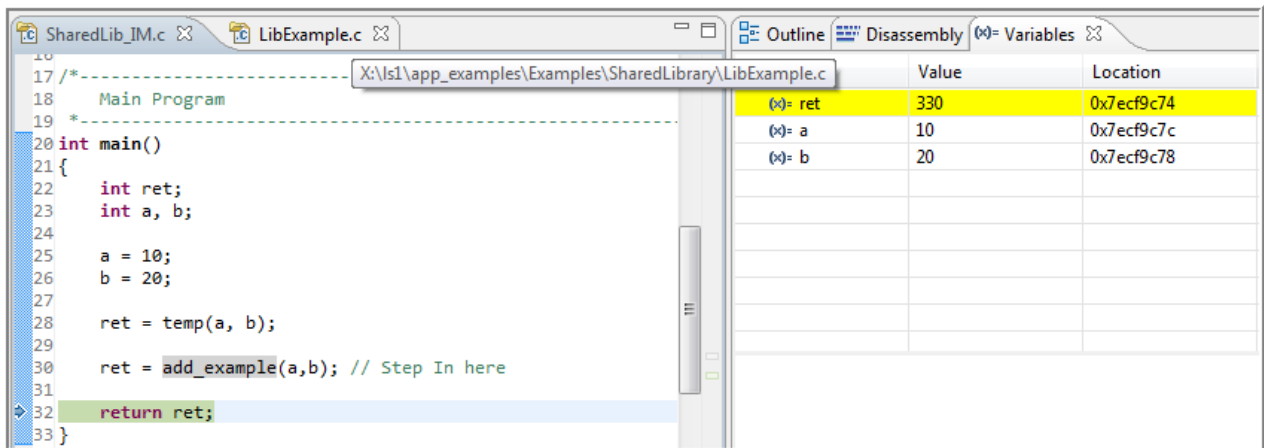 SharedLib_IM.c LibExample.c Outline Disassembly (x)= Variables
X:\ls1\app_examples\Examples\SharedLibrary\LibExample.c
Value Location
16
17 /*----------------------------
18 Main Program
19 *------------------------------------------------------------
20 int main()
21 {
22 int ret;
23 int a, b;
24
25 a = 10;
26 b = 20;
27
28 ret = temp(a, b);
29
30 ret = add_example(a,b); // Step In here
31
32 return ret;
33 }
(x)= ret 330 0x7ecf9c74
(x)= a 10 0x7ecf9c7c
(x)= b 20 0x7ecf9c78